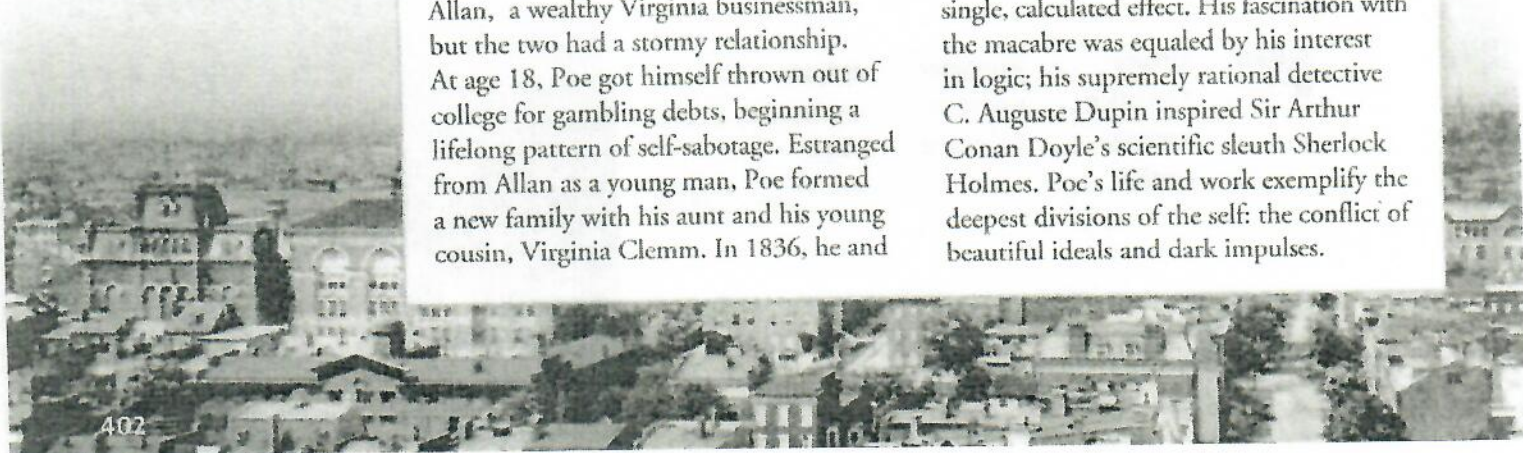 Allan, a wealthy Virginia businessman,
but the two had a stormy relationship.
At age 18, Poe got himself thrown out of
college for gambling debts, beginning a
lifelong pattern of self-sabotage. Estranged
from Allan as a young man, Poe formed
a new family with his aunt and his young
cousin, Virginia Clemm. In 1836, he and
single, calculated effect. His fascination with
the macabre was equaled by his interest
in logic; his supremely rational detective
C. Auguste Dupin inspired Sir Arthur
Conan Doyle's scientific sleuth Sherlock
Holmes. Poe's life and work exemplify the
deepest divisions of the self: the conflict of
beautiful ideals and dark impulses.
402